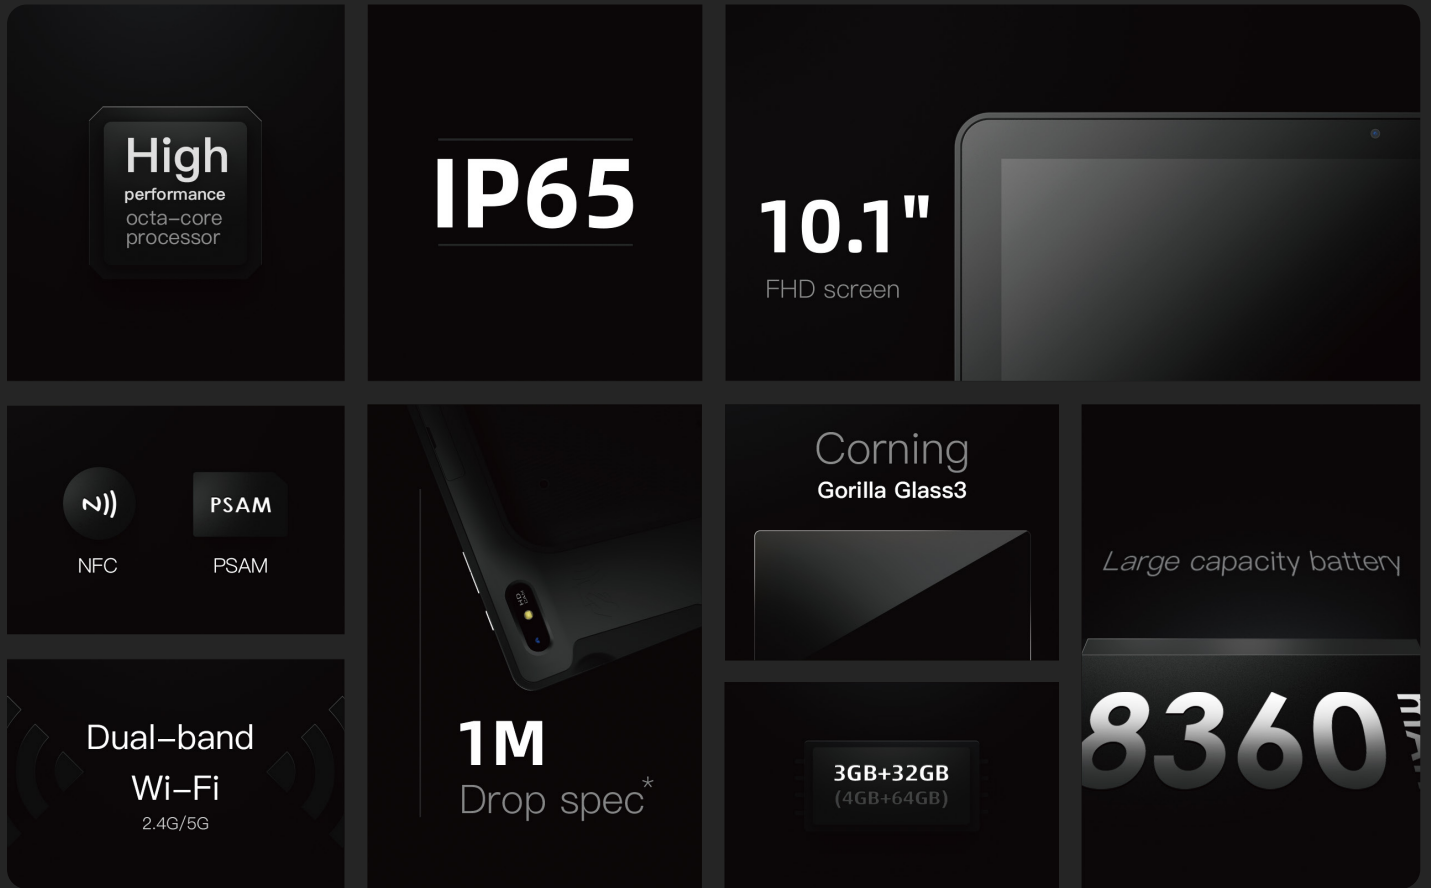 High
performance
octa-core
processor
IP65
10.1"
FHD screen
PSAM
NFC
PSAM
Dual-band
Wi-Fi
2.4G/5G
1M
Drop spec*
Corning
Gorilla Glass3
3GB+32GB
(4GB+64GB)
Large capacity battery
8360